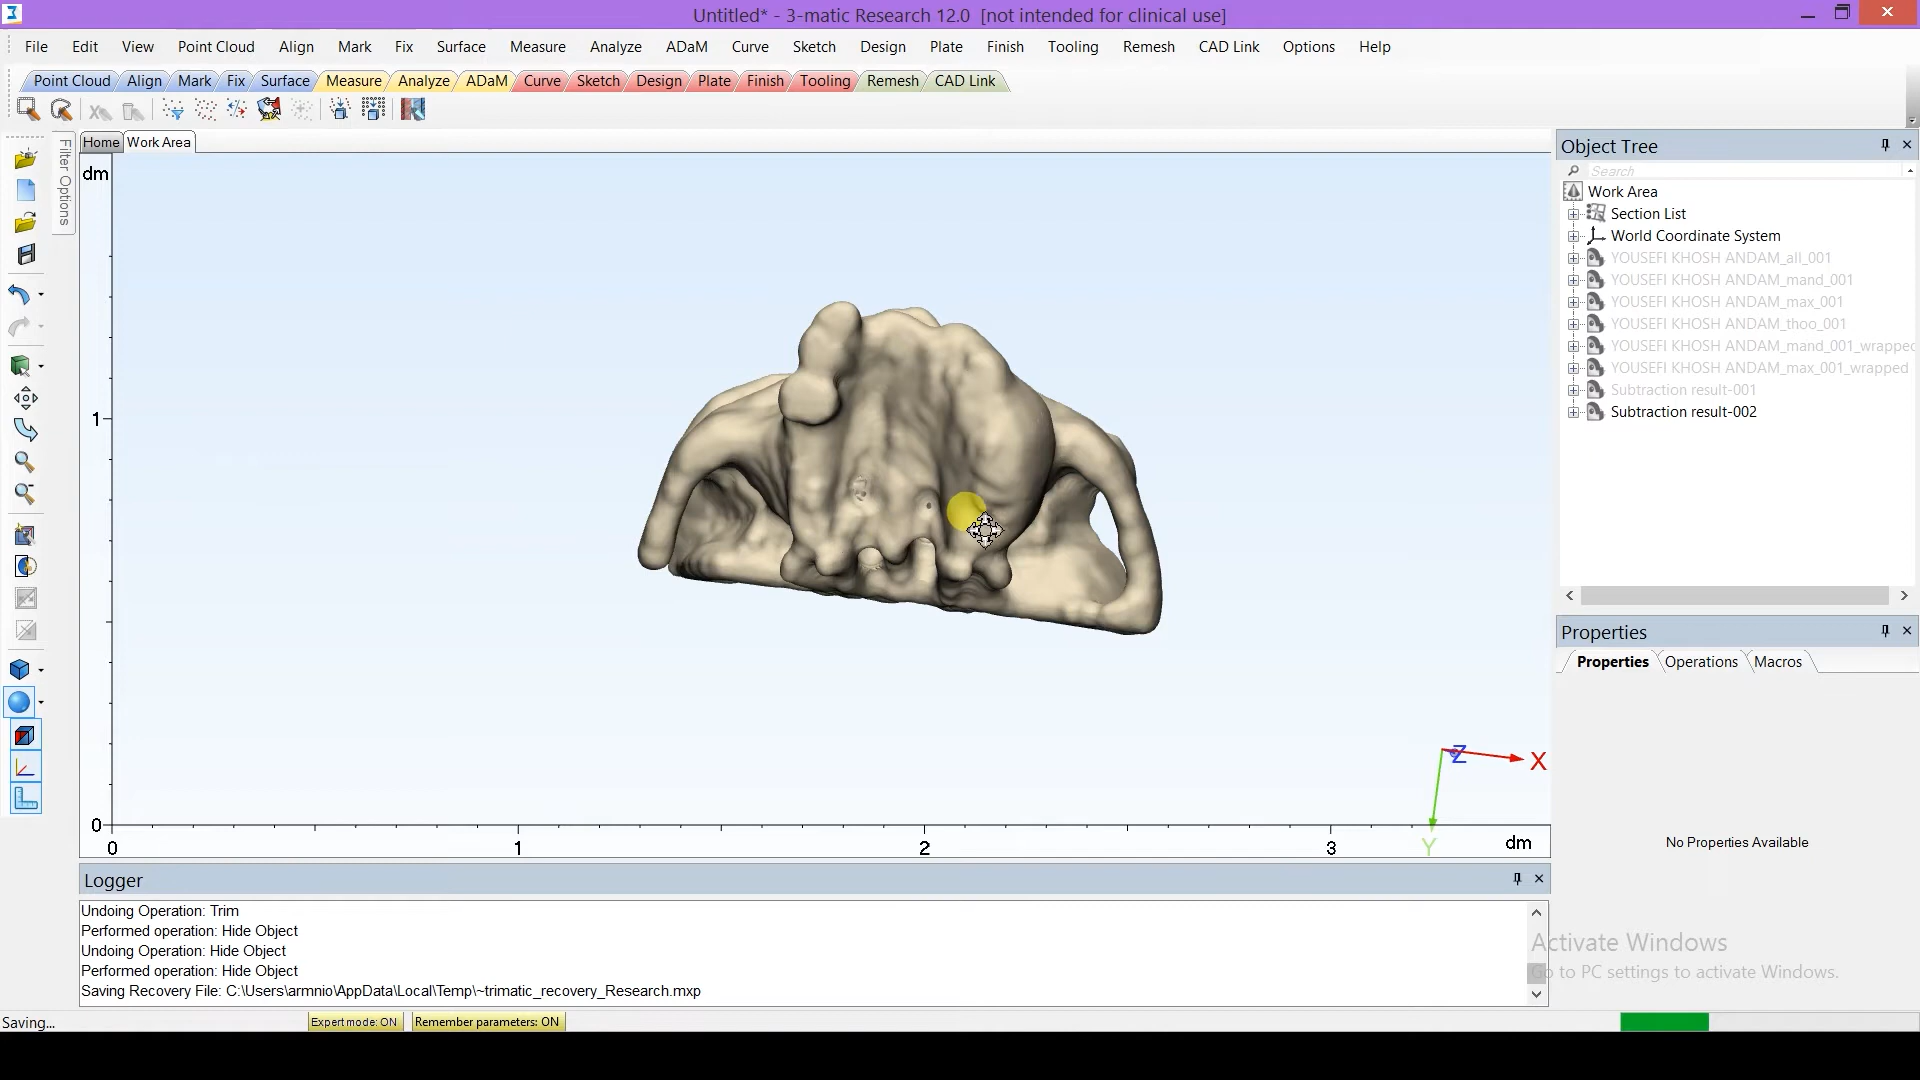 Untitled* - 3-matic Research 12.0 [not intended for clinical use]
File Edit View Point Cloud Align Mark Fix Surface Measure Analyze ADaM Curve Sketch Design Plate Finish Tooling Remesh CAD Link Options Help
Point Cloud Align Mark Fix Surface Measure Analyze ADaM Curve Sketch Design Plate Finish Tooling Remesh CAD Link
Home Work Area
Filter Options
dm
1
0
0 1 2 3 dm
Z X
Y
Object Tree
Search
Work Area
Section List
World Coordinate System
YOUSEFI KHOSH ANDAM_all_001
YOUSEFI KHOSH ANDAM_mand_001
YOUSEFI KHOSH ANDAM_max_001
YOUSEFI KHOSH ANDAM_thoo_001
YOUSEFI KHOSH ANDAM_mand_001_wrapped
YOUSEFI KHOSH ANDAM_max_001_wrapped
Subtraction result-001
Subtraction result-002
Properties
Properties Operations Macros
No Properties Available
Logger
Undoing Operation: Trim
Performed operation: Hide Object
Undoing Operation: Hide Object
Performed operation: Hide Object
Saving Recovery File: C:\Users\armnio\AppData\Local\Temp\~trimatic_recovery_Research.mxp
Activate Windows
Go to PC settings to activate Windows.
Saving... Expert mode: ON Remember parameters: ON